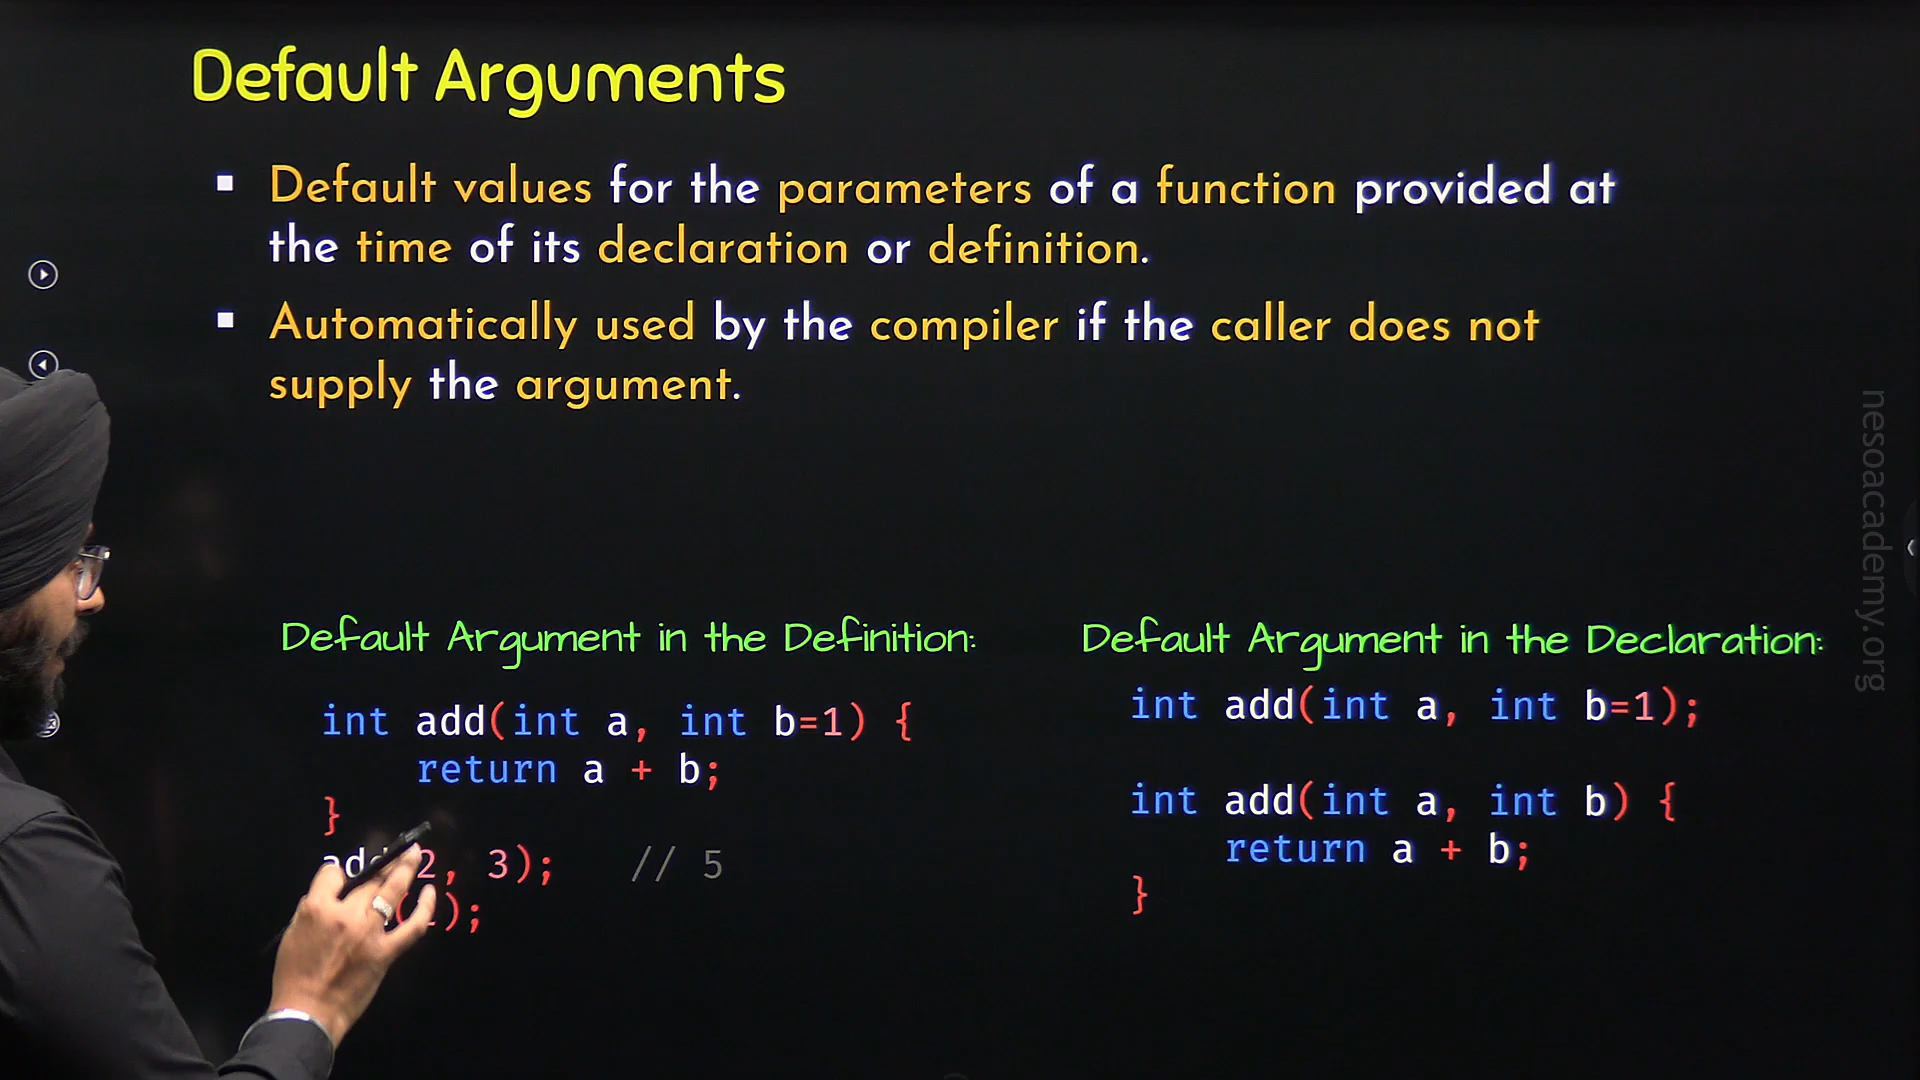 Default Arguments
▪ Default values for the parameters of a function provided at
the time of its declaration or definition.
▪ Automatically used by the compiler if the caller does not
supply the argument.
Default Argument in the Definition:
int add(int a, int b=1) {
return a + b;
}
2, 3); // 5
);
Default Argument in the Declaration:
int add(int a, int b=1);
int add(int a, int b) {
return a + b;
}
nesoacademy.org